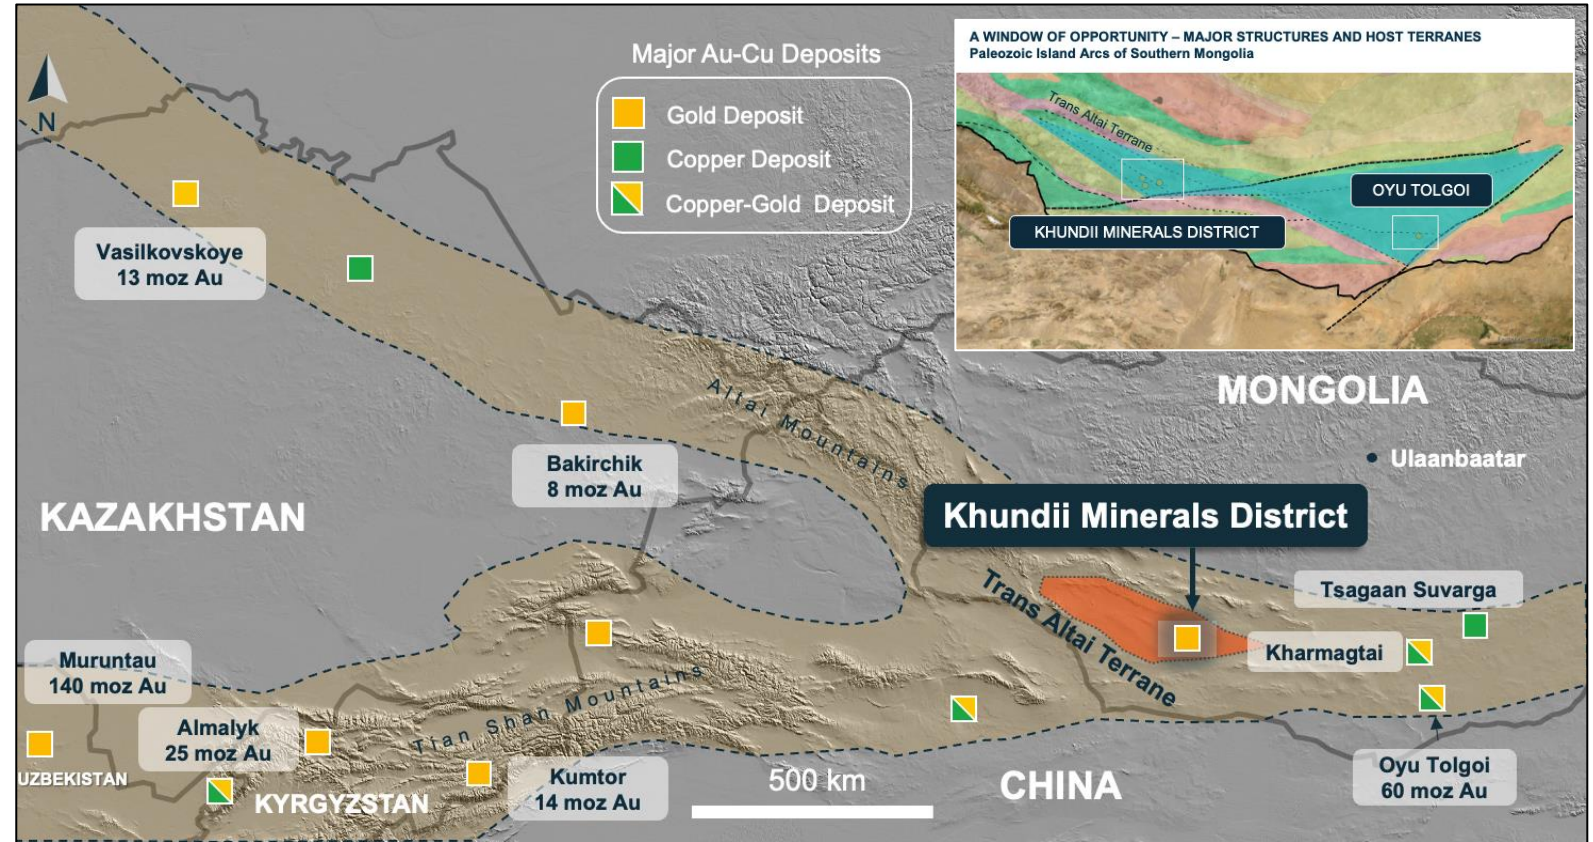 Major Au-Cu Deposits
Gold Deposit
Copper Deposit
Copper-Gold Deposit
N
A WINDOW OF OPPORTUNITY – MAJOR STRUCTURES AND HOST TERRANES
Paleozoic Island Arcs of Southern Mongolia
Trans Altai Terrane
OYU TOLGOI
KHUNDII MINERALS DISTRICT
Vasilkovskoye
13 moz Au
MONGOLIA
Altai Mountains
Ulaanbaatar
Bakirchik
8 moz Au
KAZAKHSTAN
Khundii Minerals District
Trans Altai Terrane
Tsagaan Suvarga
Kharmagtai
Muruntau
140 moz Au
Almalyk
25 moz Au
Tian Shan Mountains
UZBEKISTAN
KYRGYZSTAN
Kumtor
14 moz Au
500 km
CHINA
Oyu Tolgoi
60 moz Au